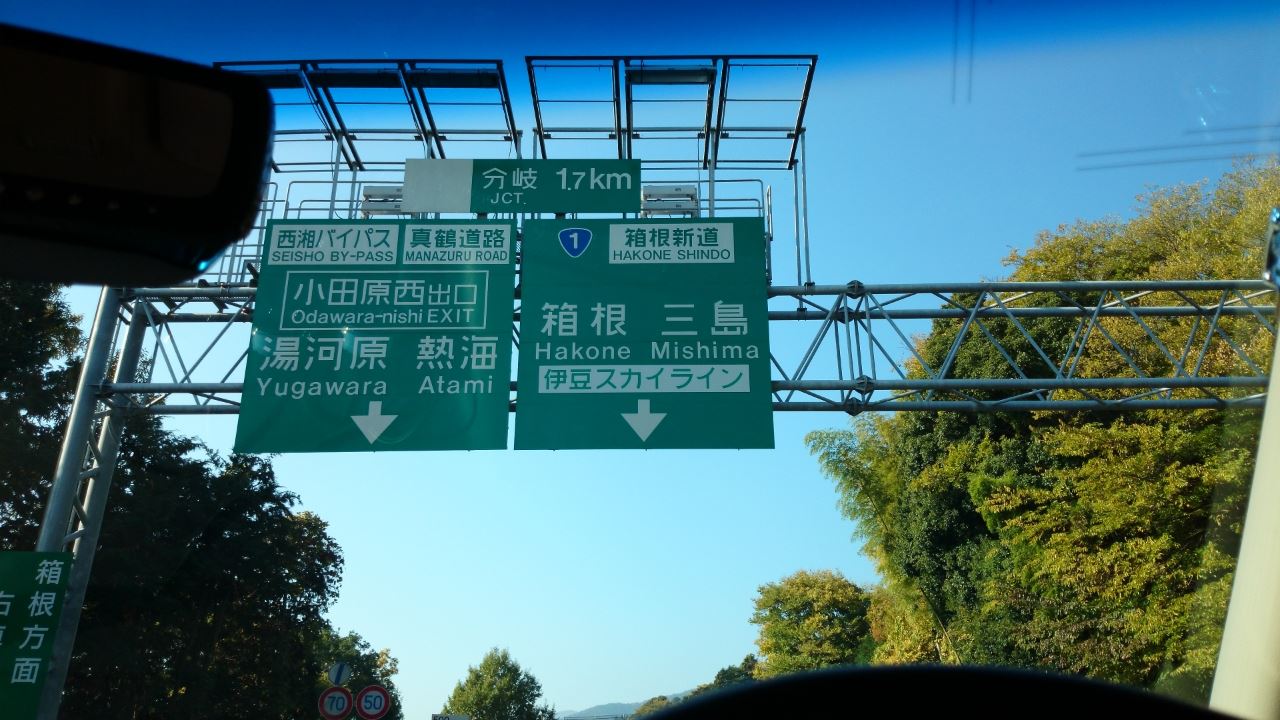 分岐 1.7km
JCT.
西湘バイパス 真鶴道路
SEISHO BY-PASS MANAZURU ROAD
小田原西出口
Odawara-nishi EXIT
湯河原 熱海
Yugawara Atami
1 箱根新道
HAKONE SHINDO
箱根 三島
Hakone Mishima
伊豆スカイライン
箱根方面
70 50